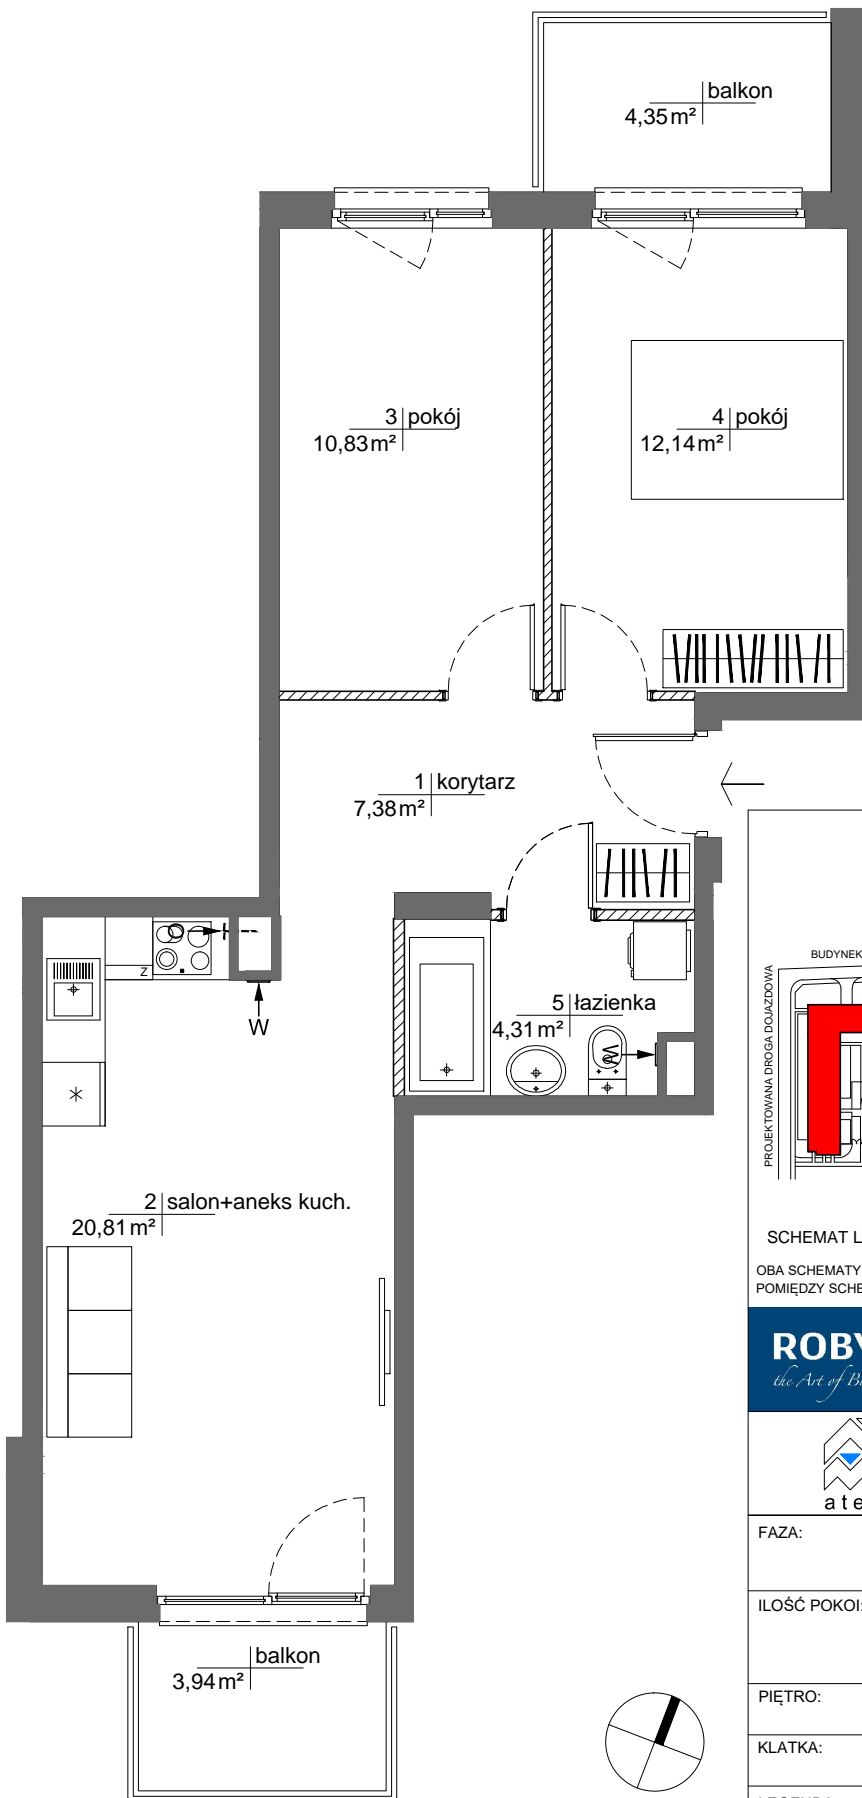 balkon
4,35 m²
3 pokój
10,83 m²
4 pokój
12,14 m²
1 korytarz
7,38 m²
Z
W
5 łazienka
4,31 m²
W
2 salon+aneks kuch.
20,81 m²
balkon
3,94 m²
BUDYNEK
PROJEKTOWANA DROGA DOJAZDOWA
SCHEMAT L
OBA SCHEMATY
POMIĘDZY SCHE
ROBY
the Art of B
ate
FAZA:
ILOŚĆ POKOI:
PIĘTRO:
KLATKA: